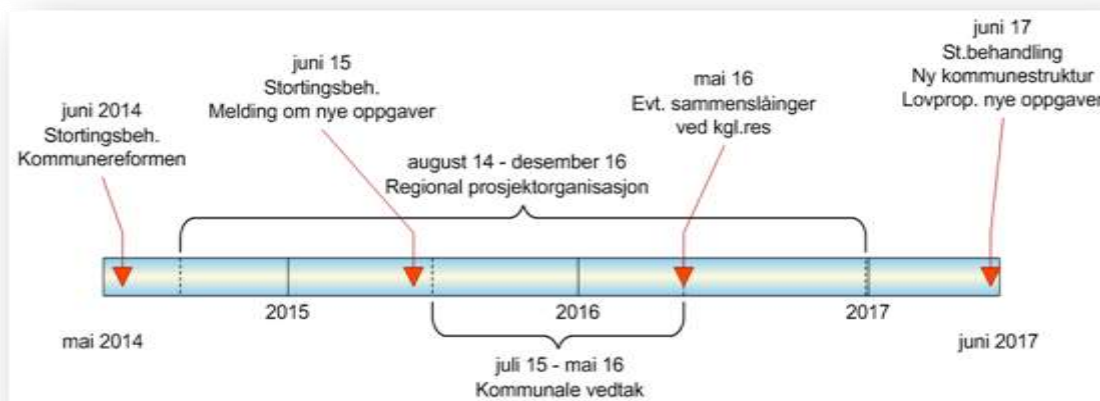 juni 2014
Stortingsbeh.
Kommunereformen
juni 15
Stortingsbeh.
Melding om nye oppgaver
august 14 - desember 16
Regional prosjektorganisasjon
mai 16
Evt. sammenslåinger
ved kgl.res
juni 17
St.behandling
Ny kommunestruktur
Lovprop. nye oppgaver
2015
2016
2017
mai 2014
juni 2017
juli 15 - mai 16
Kommunale vedtak